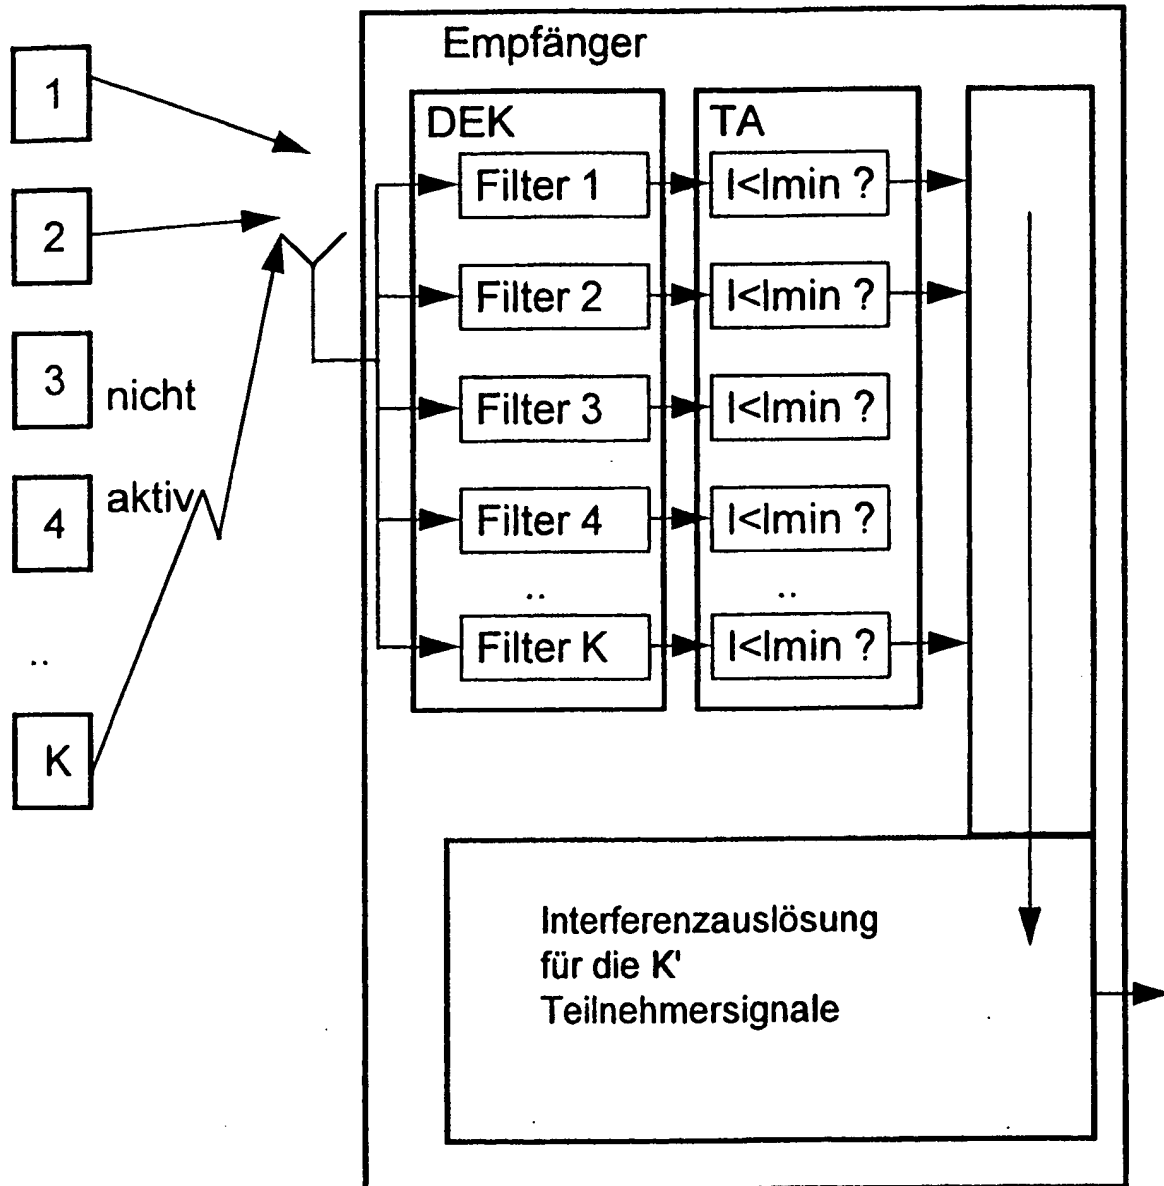 Empfänger
1
2
3
nicht
4
aktiv
..
K
DEK
Filter 1
Filter 2
Filter 3
Filter 4
..
Filter K
TA
I<Imin ?
I<Imin ?
I<Imin ?
I<Imin ?
..
I<Imin ?
Interferenzauslösung
für die K'
Teilnehmersignale